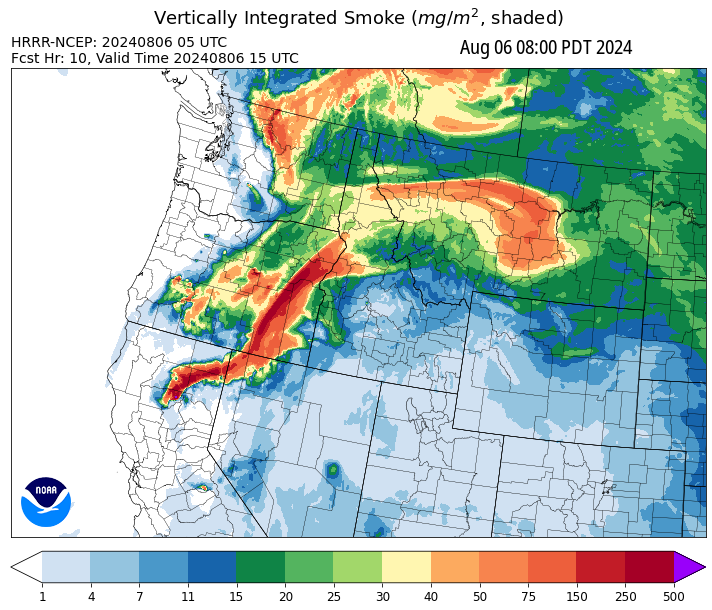 Vertically Integrated Smoke (mg/m², shaded)
HRRR-NCEP: 20240806 05 UTC
Fcst Hr: 10, Valid Time 20240806 15 UTC
Aug 06 08:00 PDT 2024
NOAA
1 4 7 11 15 20 25 30 40 50 75 150 250 500